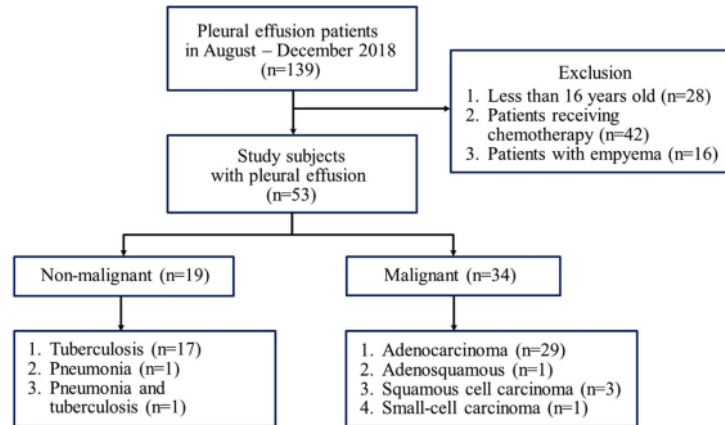 Pleural effusion patients
in August – December 2018
(n=139)
Exclusion
1. Less than 16 years old (n=28)
2. Patients receiving
chemotherapy (n=42)
3. Patients with empyema (n=16)
Study subjects
with pleural effusion
(n=53)
Non-malignant (n=19)
Malignant (n=34)
1. Tuberculosis (n=17)
2. Pneumonia (n=1)
3. Pneumonia and
tuberculosis (n=1)
1. Adenocarcinoma (n=29)
2. Adenosquamous (n=1)
3. Squamous cell carcinoma (n=3)
4. Small-cell carcinoma (n=1)